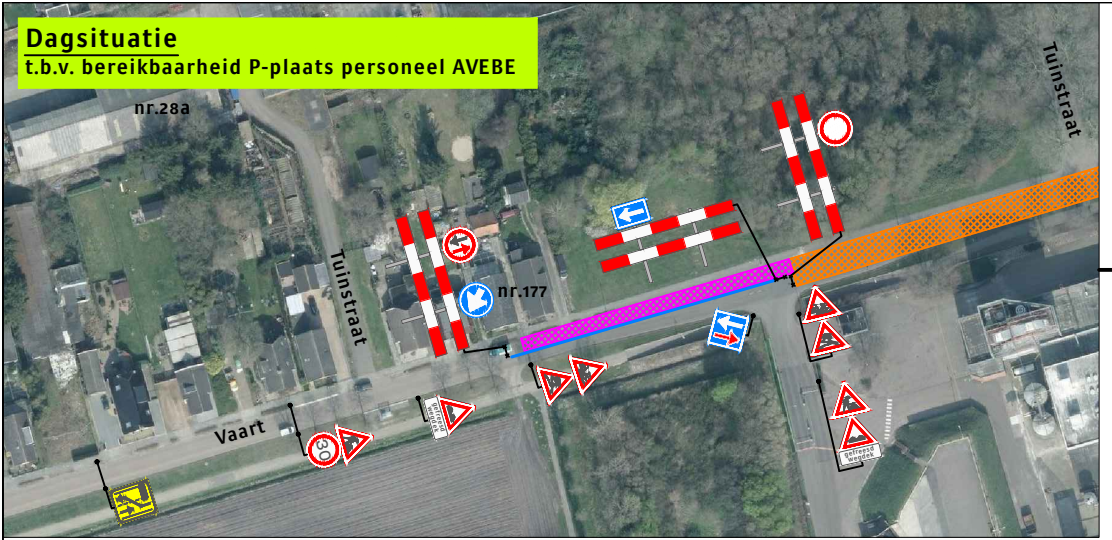 Dagsituatie
t.b.v. bereikbaarheid P-plaats personeel AVEBE
nr.28a
Tuinstraat
Tuinstraat
nr.177
Vaart
30
gefreesd
wegdek
gefreesd
wegdek